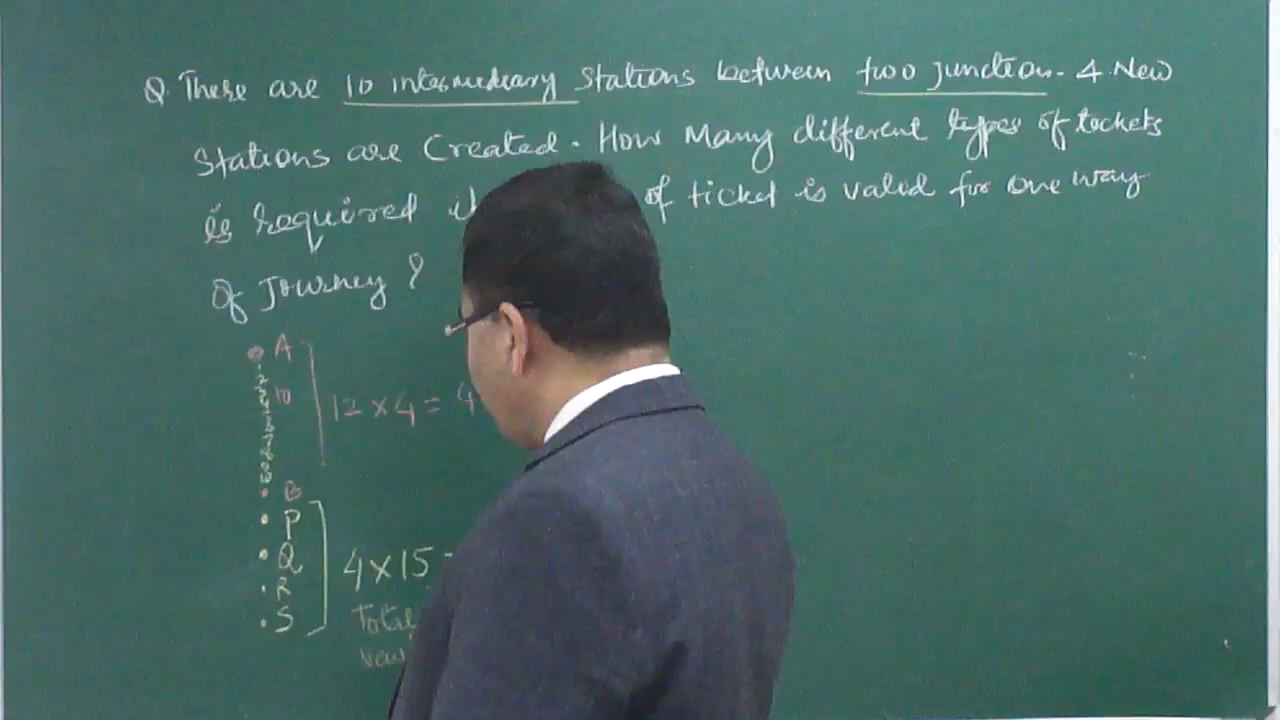 Q. There are 10 intermediary stations between two junction. 4 New
stations are created. How Many different types of tickets
is required of ticket is valid for one way
of Journey ?
A
10
12 × 4 = 4
B
P
Q
4 × 15
R
S
Total
New